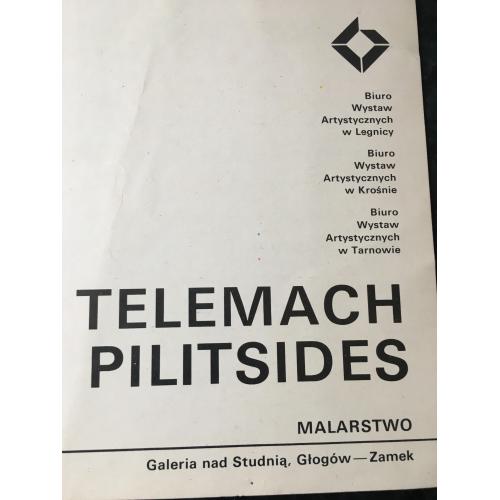 Biuro
Wystaw
Artystycznych
w Legnicy
Biuro
Wystaw
Artystycznych
w Krośnie
Biuro
Wystaw
Artystycznych
w Tarnowie
TELEMACH
PILITSIDES
MALARSTWO
Galeria nad Studnią, Głogów — Zamek